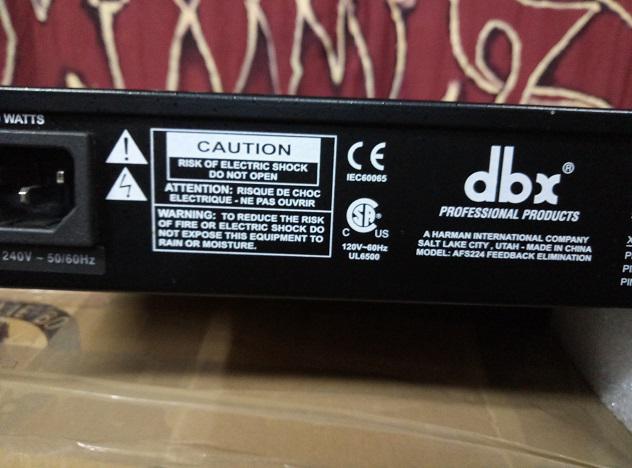 WATTS
240V ~ 50/60Hz
CAUTION
RISK OF ELECTRIC SHOCK
DO NOT OPEN
ATTENTION: RISQUE DE CHOC
ELECTRIQUE - NE PAS OUVRIR
WARNING: TO REDUCE THE RISK
OF FIRE OR ELECTRIC SHOCK DO
NOT EXPOSE THIS EQUIPMENT TO
RAIN OR MOISTURE.
CE
IEC60065
SA
C US
120V~60Hz
UL6500
dbx®
PROFESSIONAL PRODUCTS
A HARMAN INTERNATIONAL COMPANY
SALT LAKE CITY, UTAH - MADE IN CHINA
MODEL: AFS224 FEEDBACK ELIMINATION